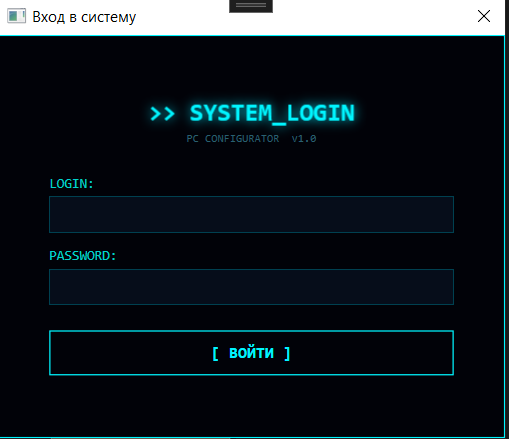 Вход в систему
>> SYSTEM_LOGIN
PC CONFIGURATOR v1.0
LOGIN:
PASSWORD:
[ ВОЙТИ ]